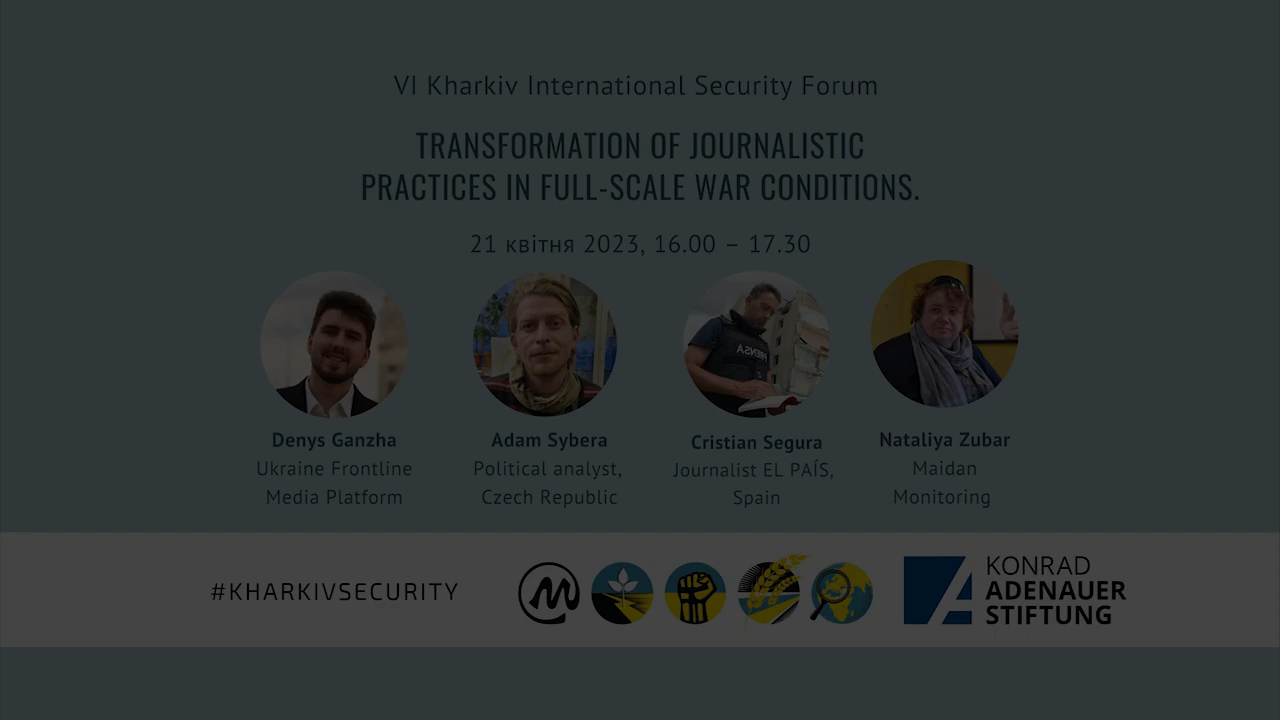 VI Kharkiv International Security Forum
TRANSFORMATION OF JOURNALISTIC
PRACTICES IN FULL-SCALE WAR CONDITIONS.
21 квітня 2023, 16.00 – 17.30
PRENSA
Denys Ganzha
Ukraine Frontline
Media Platform
Adam Sybera
Political analyst,
Czech Republic
Cristian Segura
Journalist EL PAÍS,
Spain
Nataliya Zubar
Maidan
Monitoring
#KHARKIVSECURITY
KONRAD
ADENAUER
STIFTUNG